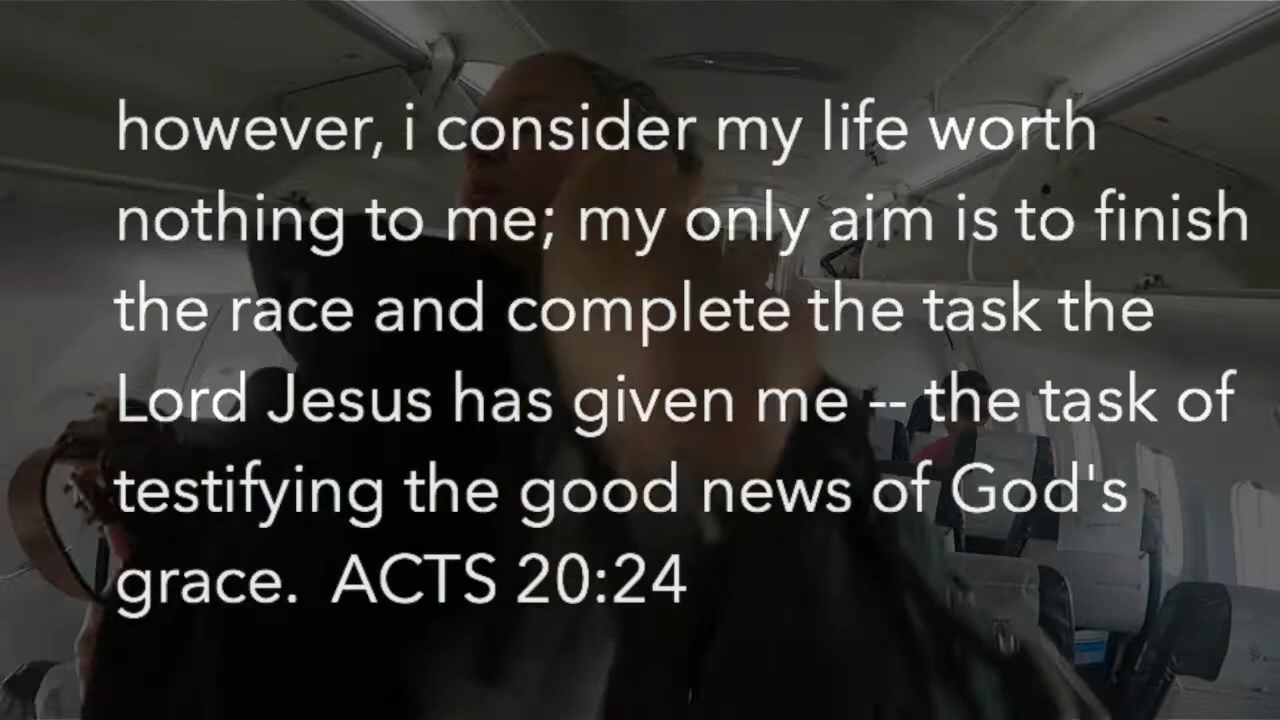 however, i consider my life worth
nothing to me; my only aim is to finish
the race and complete the task the
Lord Jesus has given me -- the task of
testifying the good news of God's
grace.  ACTS 20:24